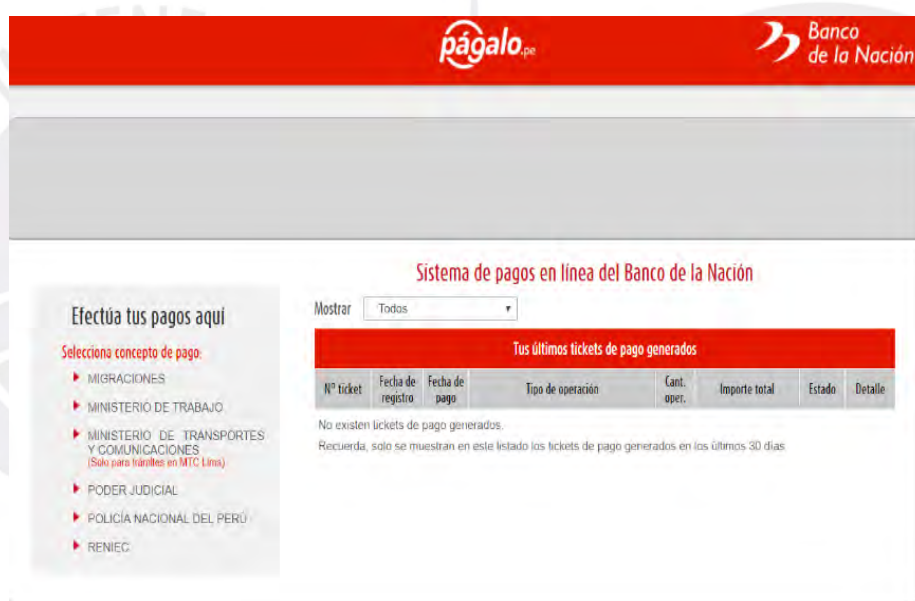 págalo.pe
Banco
de la Nación
Sistema de pagos en línea del Banco de la Nación
Efectúa tus pagos aquí
Selecciona concepto de pago:
MIGRACIONES
MINISTERIO DE TRABAJO
MINISTERIO DE TRANSPORTES
Y COMUNICACIONES
(Solo para trámites en MTC Lima)
PODER JUDICIAL
POLICÍA NACIONAL DEL PERÚ
RENIEC
Mostrar Todos
Tus últimos tickets de pago generados
N° ticket Fecha de registro Fecha de pago Tipo de operación Cant. oper. Importe total Estado Detalle
No existen tickets de pago generados.
Recuerda, solo se muestran en este listado los tickets de pago generados en los últimos 30 días